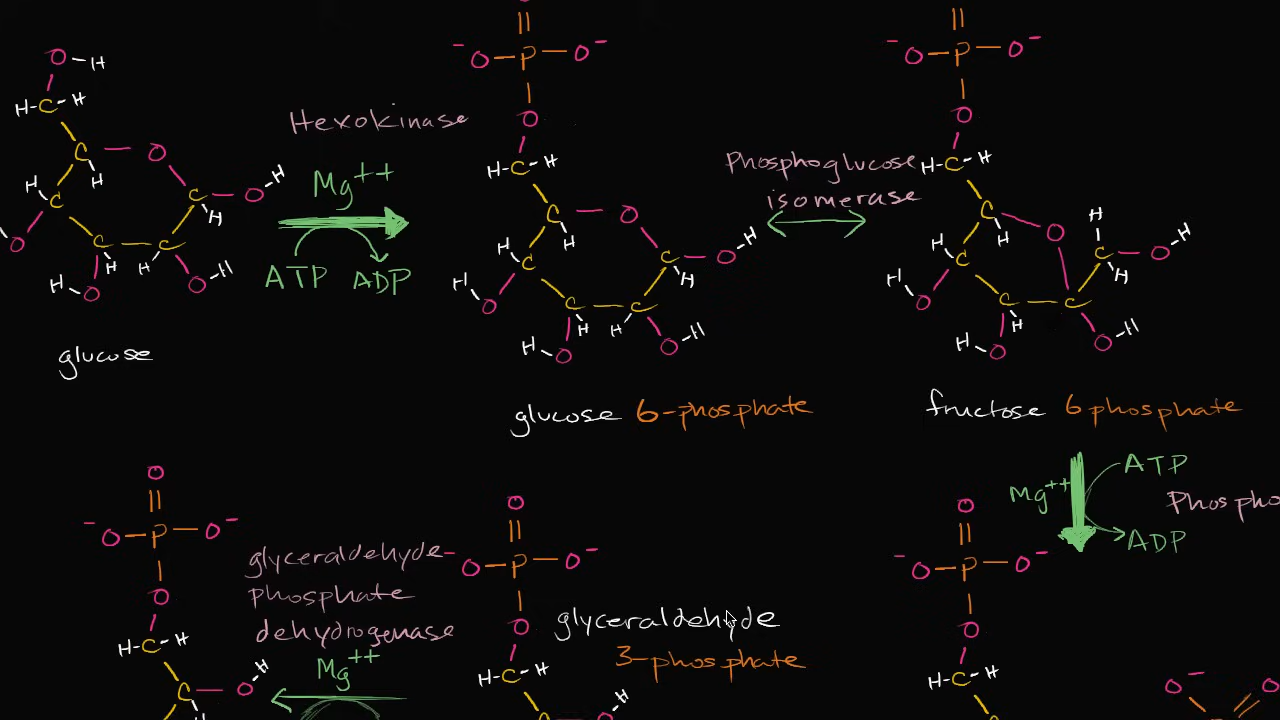 Hexokinase
Mg++
ATP ADP
glucose
Phosphoglucose
isomerase
glucose 6-phosphate
fructose 6 phosphate
Mg++
ATP
Phospho
ADP
glyceraldehyde
phosphate
dehydrogenase
Mg++
glyceraldehyde
3-phosphate